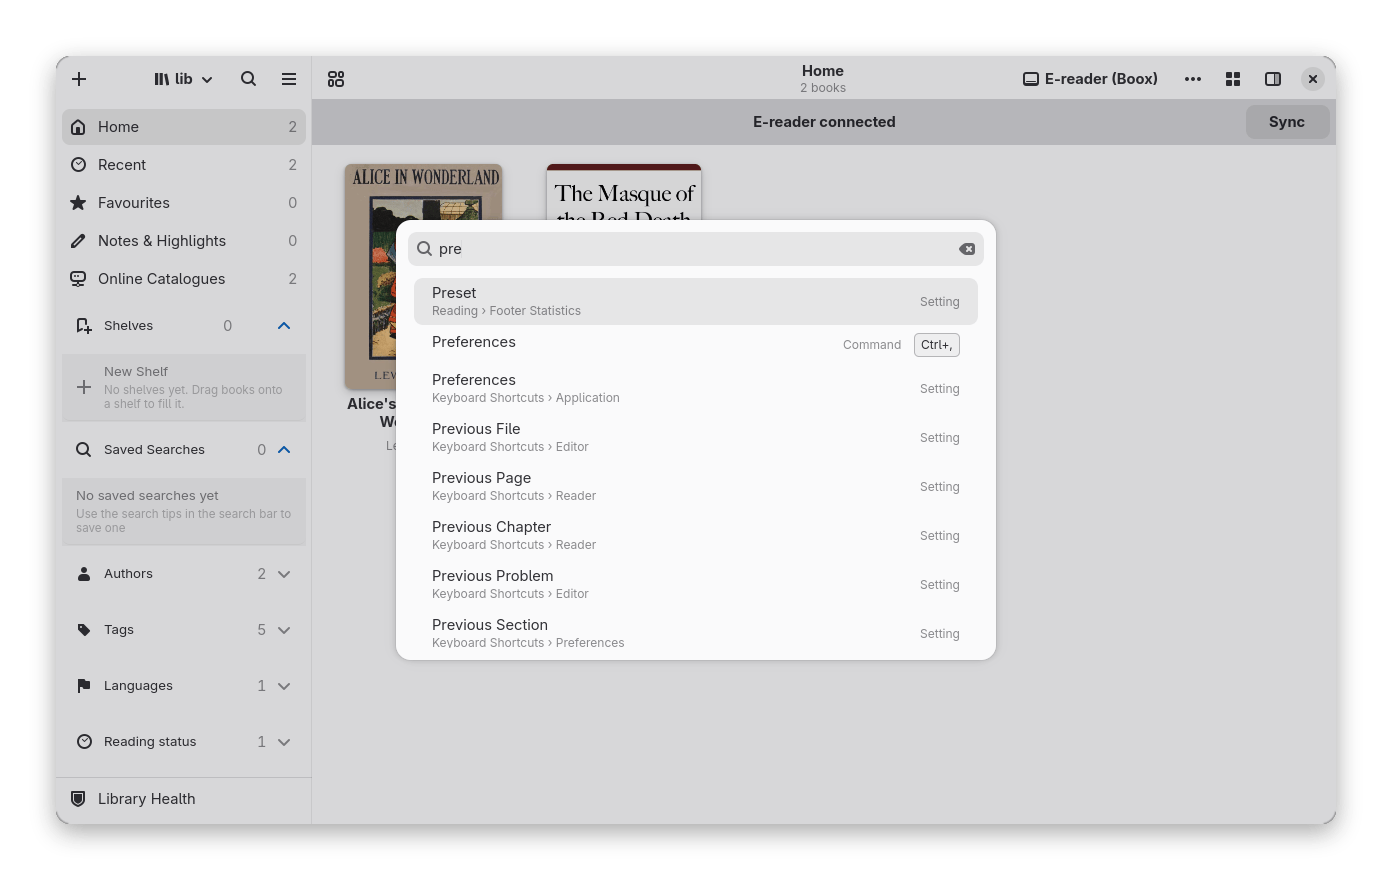 lib
Home
2 books
E-reader (Boox)
E-reader connected
Sync
Home 2
Recent 2
Favourites 0
Notes & Highlights 0
Online Catalogues 2
Shelves 0
New Shelf
No shelves yet. Drag books onto
a shelf to fill it.
Saved Searches 0
No saved searches yet
Use the search tips in the search bar to
save one
Authors 2
Tags 5
Languages 1
Reading status 1
Library Health
ALICE IN WONDERLAND
LEW
Alice's
Le
The Masque of
the Red Death
pre
Preset
Reading › Footer Statistics
Setting
Preferences
Command Ctrl+,
Preferences
Keyboard Shortcuts › Application
Setting
Previous File
Keyboard Shortcuts › Editor
Setting
Previous Page
Keyboard Shortcuts › Reader
Setting
Previous Chapter
Keyboard Shortcuts › Reader
Setting
Previous Problem
Keyboard Shortcuts › Editor
Setting
Previous Section
Keyboard Shortcuts › Preferences
Setting